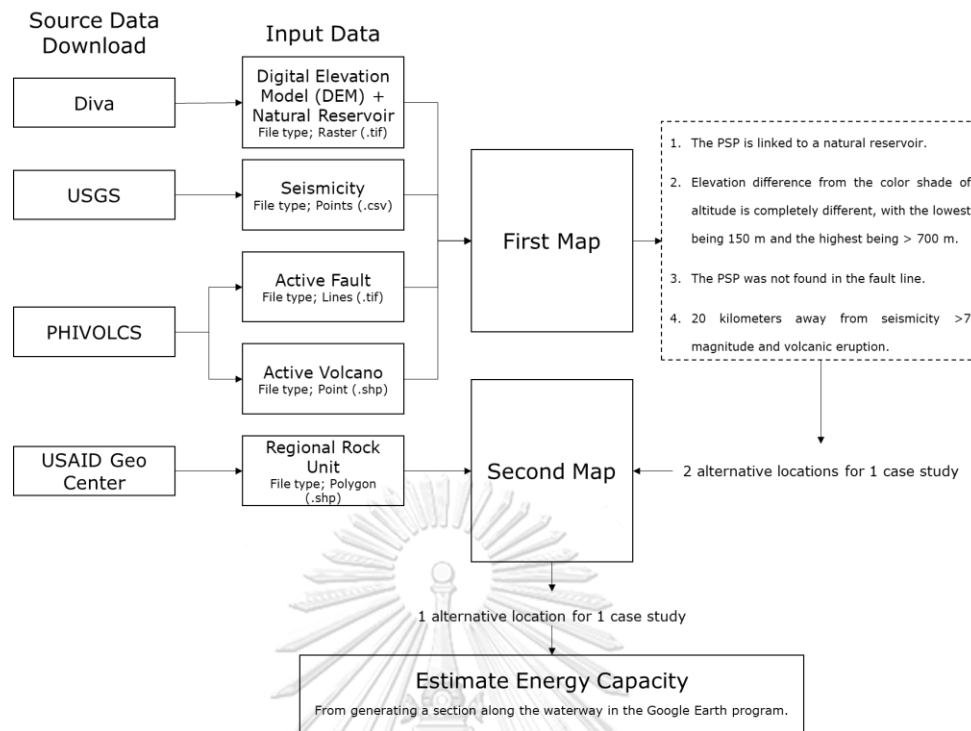 Source Data
Download
Input Data
Diva
Digital Elevation
Model (DEM) +
Natural Reservoir
File type; Raster (.tif)
USGS
Seismicity
File type; Points (.csv)
PHIVOLCS
Active Fault
File type; Lines (.tif)
Active Volcano
File type; Point (.shp)
USAID Geo
Center
Regional Rock
Unit
File type; Polygon
(.shp)
First Map
1. The PSP is linked to a natural reservoir.
2. Elevation difference from the color shade of
altitude is completely different, with the lowest
being 150 m and the highest being > 700 m.
3. The PSP was not found in the fault line.
4. 20 kilometers away from seismicity >7
magnitude and volcanic eruption.
Second Map
2 alternative locations for 1 case study
1 alternative location for 1 case study
Estimate Energy Capacity
From generating a section along the waterway in the Google Earth program.